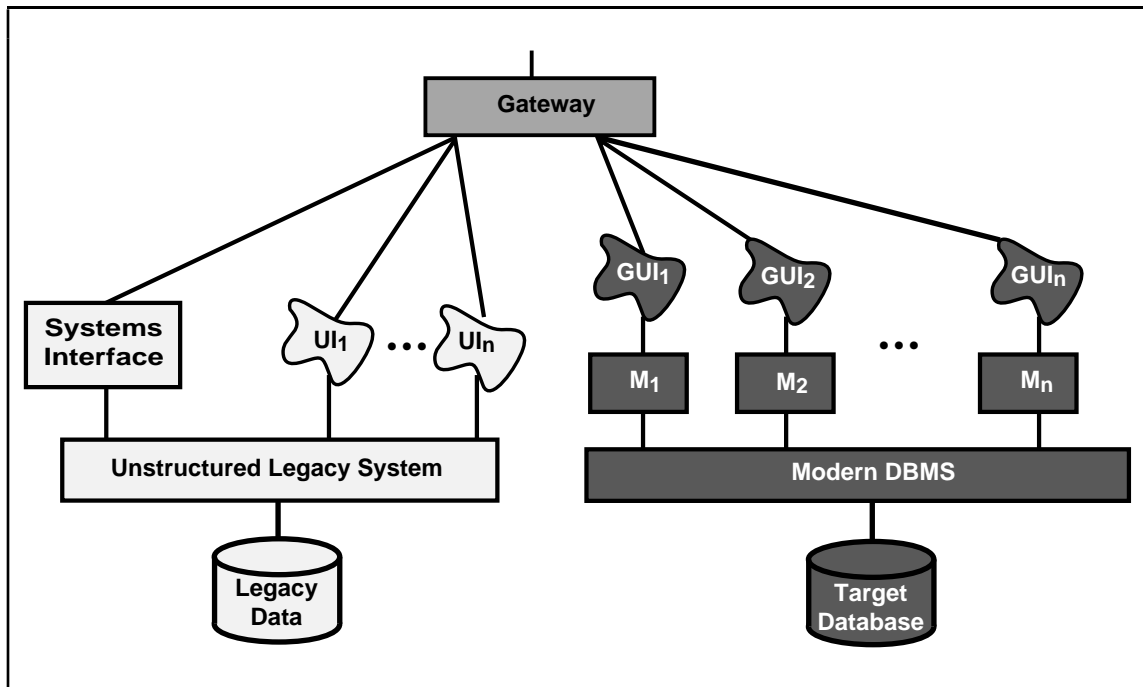 Gateway
Systems
Interface
UI1
...
UIn
GUI1
GUI2
GUIn
M1
M2
...
Mn
Unstructured Legacy System
Modern DBMS
Legacy
Data
Target
Database